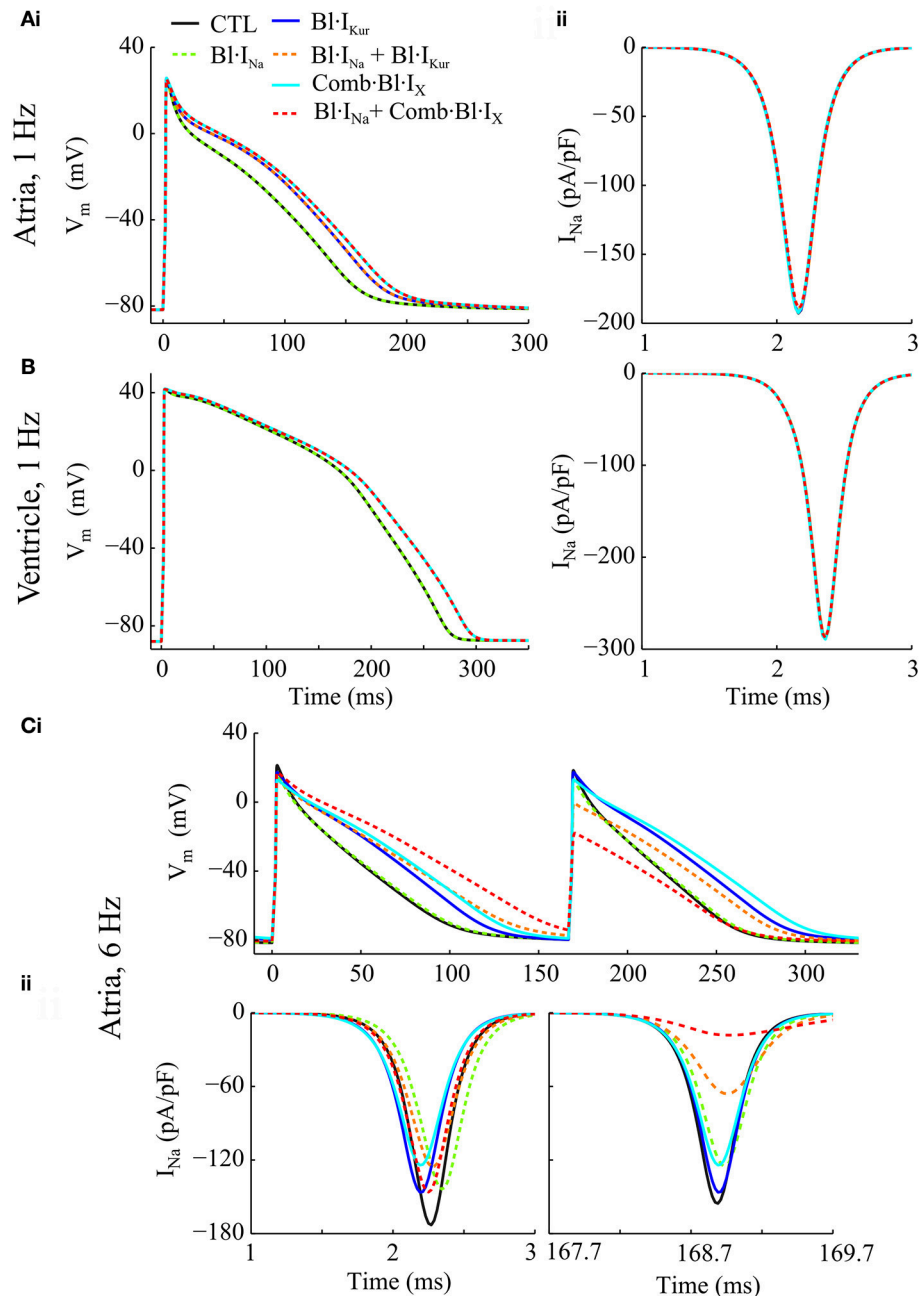 Ai
CTL
Bl·I_Kur
Bl·I_Na
Bl·I_Na + Bl·I_Kur
Comb·Bl·I_X
Bl·I_Na+ Comb·Bl·I_X
Atria, 1 Hz
V_m (mV)
40
0
−40
−80
0 100 200 300
ii
ii
I_Na (pA/pF)
0
−50
−100
−150
−200
1 2 3
B
Ventricle, 1 Hz
V_m (mV)
40
0
−40
−80
0 100 200 300
Time (ms)
I_Na (pA/pF)
0
−100
−200
−300
1 2 3
Time (ms)
Ci
Atria, 6 Hz
V_m (mV)
40
0
−40
−80
0 50 100 150 200 250 300
ii
ii
I_Na (pA/pF)
0
−60
−120
−180
1 2 3
Time (ms)
167.7 168.7 169.7
Time (ms)